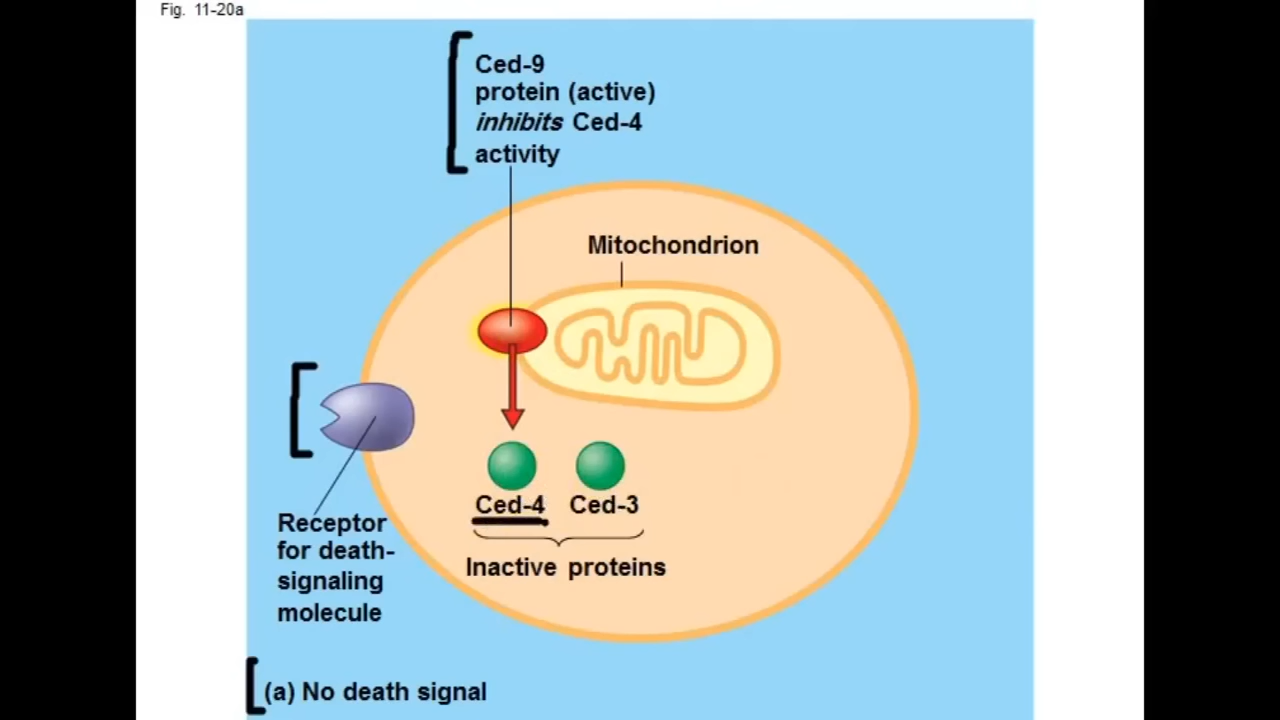 Fig. 11-20a
Ced-9
protein (active)
inhibits Ced-4
activity
Mitochondrion
Ced-4 Ced-3
Inactive proteins
Receptor
for death-
signaling
molecule
(a) No death signal